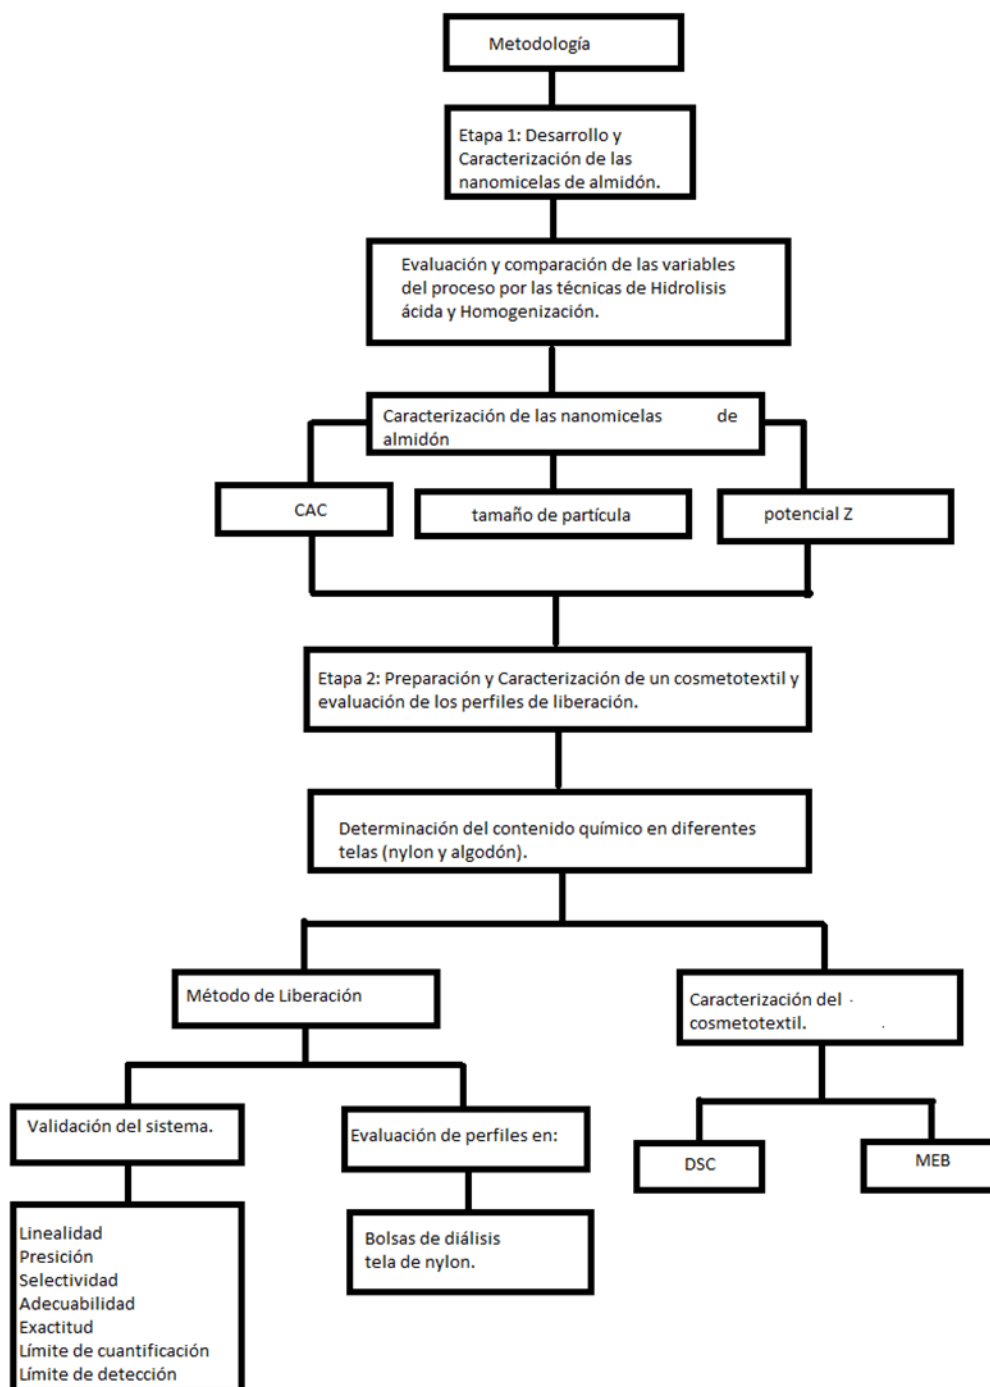 Metodología
Etapa 1: Desarrollo y
Caracterización de las
nanomicelas de almidón.
Evaluación y comparación de las variables
del proceso por las técnicas de Hidrolisis
ácida y Homogenización.
Caracterización de las nanomicelas de
almidón
CAC
tamaño de partícula
potencial Z
Etapa 2: Preparación y Caracterización de un cosmetotextil y
evaluación de los perfiles de liberación.
Determinación del contenido químico en diferentes
telas (nylon y algodón).
Método de Liberación
Caracterización del
cosmetotextil.
Validación del sistema.
Evaluación de perfiles en:
DSC
MEB
Linealidad
Presición
Selectividad
Adecuabilidad
Exactitud
Límite de cuantificación
Límite de detección
Bolsas de diálisis
tela de nylon.